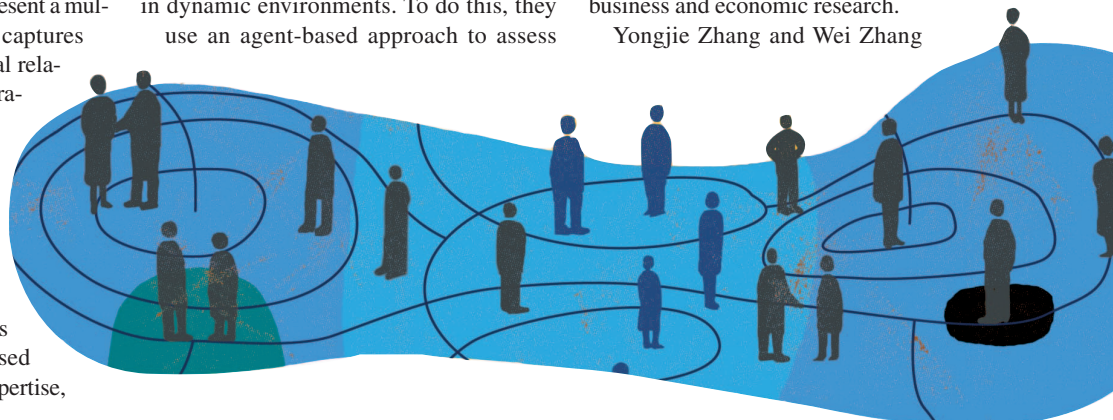 esent a mul-
captures
al rela-
ra-
s
sed
pertise,
in dynamic environments. To do this, they
use an agent-based approach to assess
business and economic research.
Yongjie Zhang and Wei Zhang